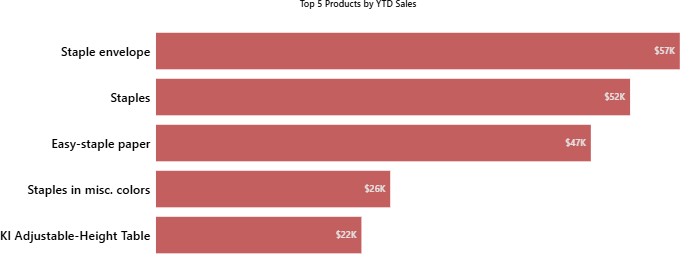 Top 5 Products by YTD Sales
Staple envelope $57K
Staples $52K
Easy-staple paper $47K
Staples in misc. colors $26K
KI Adjustable-Height Table $22K